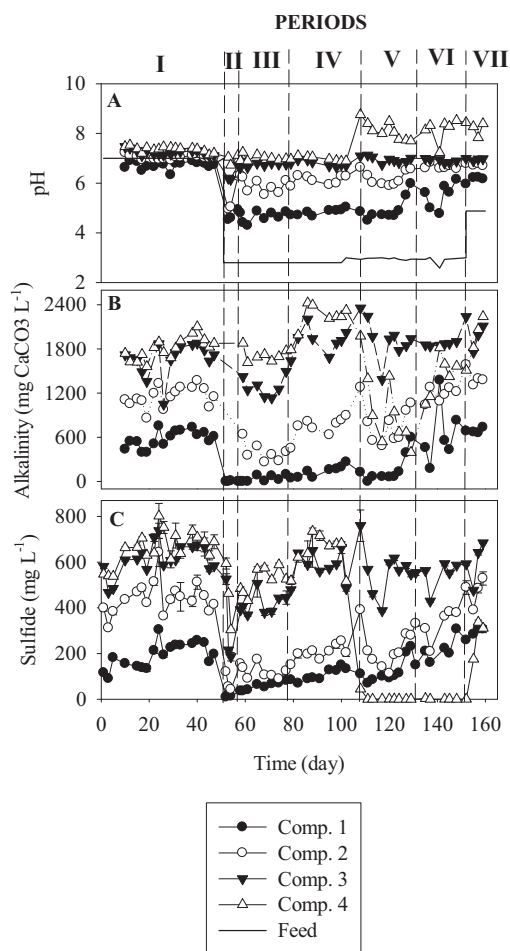 PERIODS
I II III IV V VI VII
A
10
8
6
4
2
pH
B
2400
1800
1200
600
0
Alkalinity (mg CaCO3 L-1)
C
800
600
400
200
0
Sulfide (mg L-1)
0 20 40 60 80 100 120 140 160
Time (day)
Comp. 1
Comp. 2
Comp. 3
Comp. 4
Feed